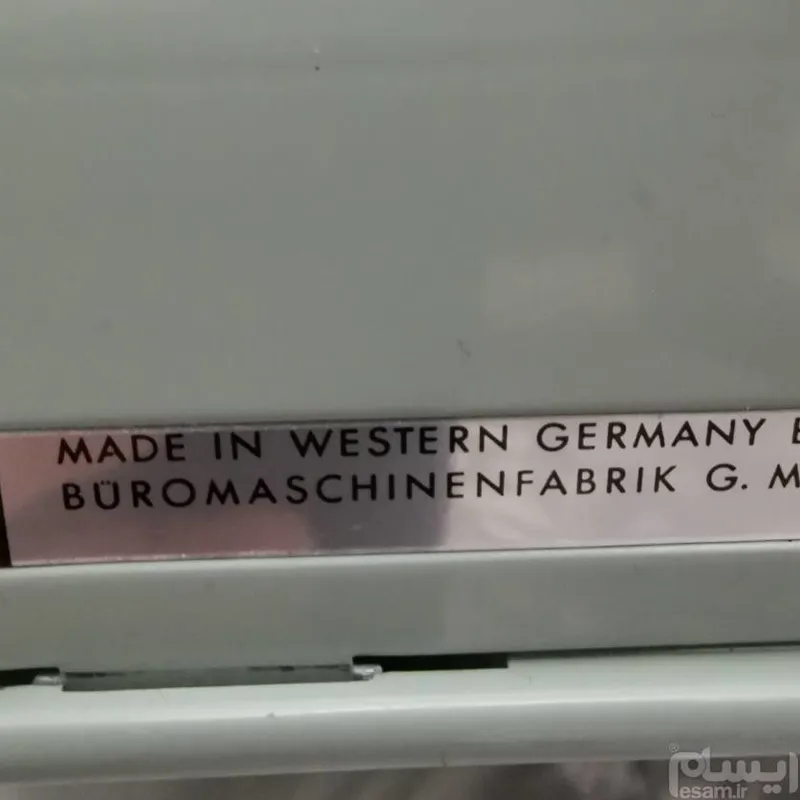 MADE IN WESTERN GERMANY
BÜROMASCHINENFABRIK G. M
ایسام
esam.ir